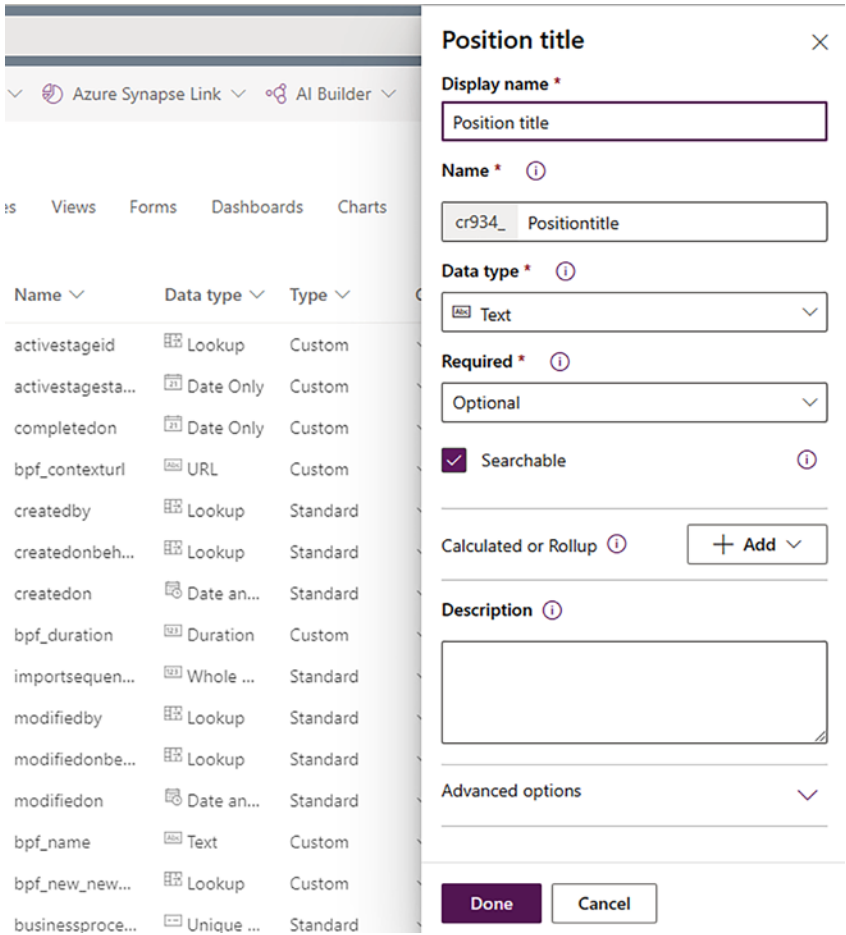 Azure Synapse Link AI Builder
es Views Forms Dashboards Charts
Name Data type Type
activestageid Lookup Custom
activestagesta... Date Only Custom
completedon Date Only Custom
bpf_contexturl URL Custom
createdby Lookup Standard
createdonbeh... Lookup Standard
createdon Date an... Standard
bpf_duration Duration Custom
importsequen... Whole ... Standard
modifiedby Lookup Standard
modifiedonbe... Lookup Standard
modifiedon Date an... Standard
bpf_name Text Custom
bpf_new_new... Lookup Custom
businessproce... Unique ... Standard
Position title
Display name *
Position title
Name *
cr934_ Positiontitle
Data type *
Abc Text
Required *
Optional
Searchable
Calculated or Rollup + Add
Description
Advanced options
Done Cancel